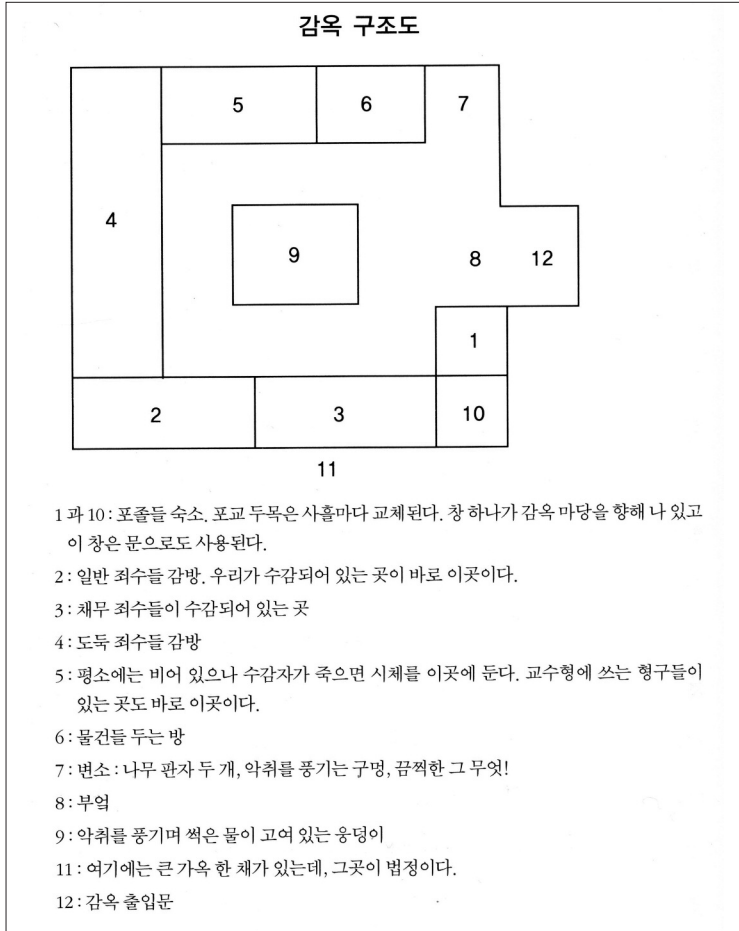 감옥 구조도
5
6
7
4
9
8
12
1
2
3
10
11
1과 10 : 포졸들 숙소. 포교 두목은 사흘마다 교체된다. 창 하나가 감옥 마당을 향해 나 있고
이 창은 문으로도 사용된다.
2 : 일반 죄수들 감방. 우리가 수감되어 있는 곳이 바로 이곳이다.
3 : 채무 죄수들이 수감되어 있는 곳
4 : 도둑 죄수들 감방
5 : 평소에는 비어 있으나 수감자가 죽으면 시체를 이곳에 둔다. 교수형에 쓰는 형구들이
있는 곳도 바로 이곳이다.
6 : 물건들 두는 방
7 : 변소 : 나무 판자 두 개, 악취를 풍기는 구멍, 끔찍한 그 무엇!
8 : 부엌
9 : 악취를 풍기며 썩은 물이 고여 있는 웅덩이
11 : 여기에는 큰 가옥 한 채가 있는데, 그곳이 법정이다.
12 : 감옥 출입문